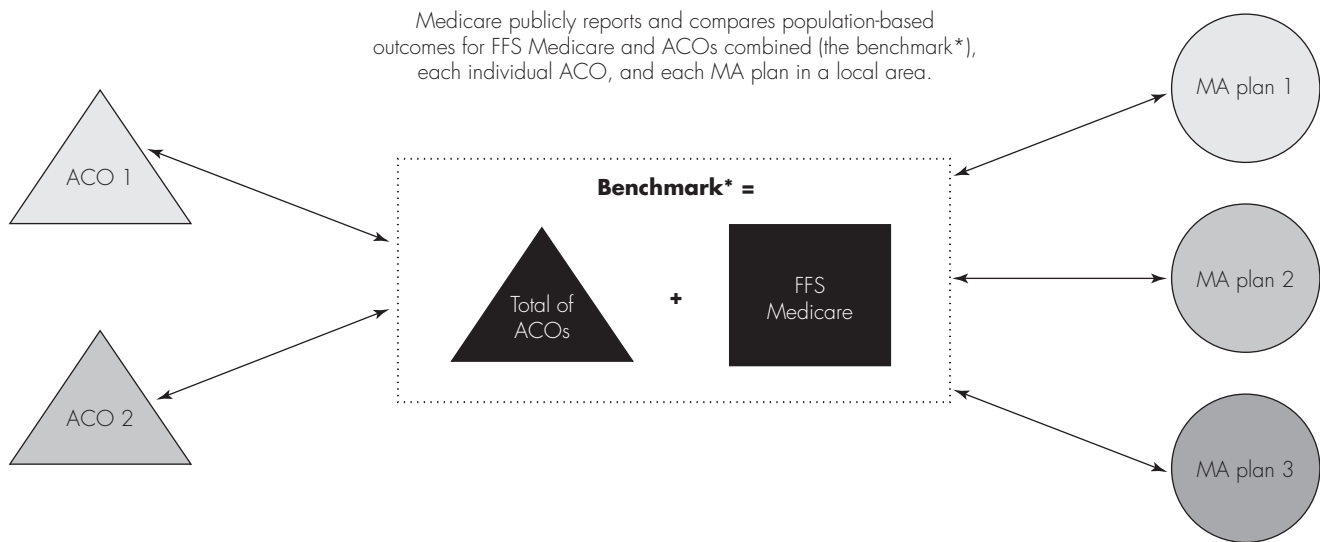 Medicare publicly reports and compares population-based
outcomes for FFS Medicare and ACOs combined (the benchmark*),
each individual ACO, and each MA plan in a local area.
ACO 1
ACO 2
Benchmark* =
Total of
ACOs
+
FFS
Medicare
MA plan 1
MA plan 2
MA plan 3